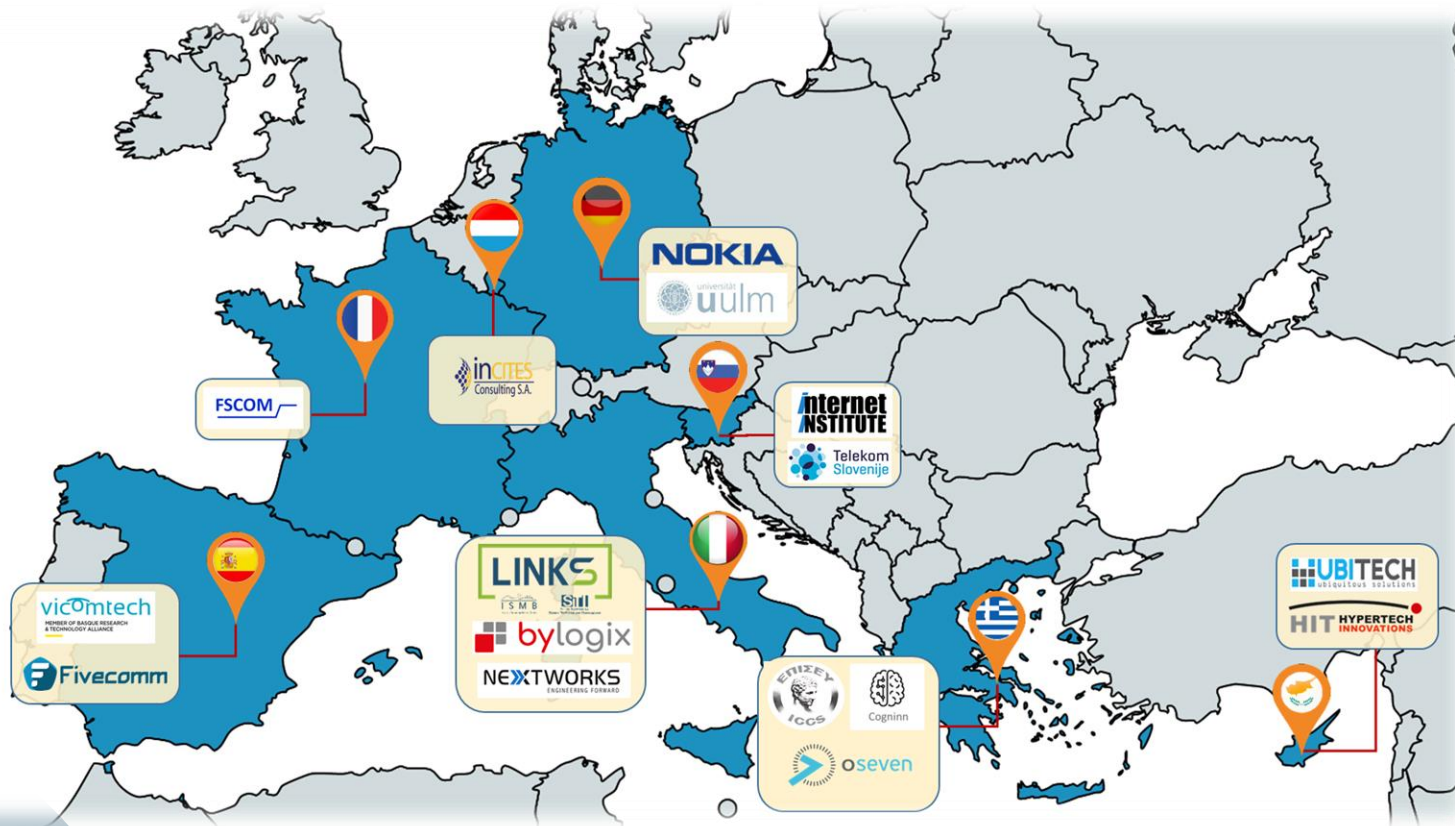 NOKIA
universität
uulm
inCITES
Consulting S.A.
FSCOM
internet
INSTITUTE
Telekom
Slovenije
LINKS
ISMB
SiTI
bylogix
NEXTWORKS
ENGINEERING FORWARD
vicomtech
MEMBER OF BASQUE RESEARCH
& TECHNOLOGY ALLIANCE
Fivecomm
ΕΠΙΣΕΥ
ICCS
Cogninn
oseven
UBITECH
ubiquitous solutions
HIT HYPERTECH
INNOVATIONS